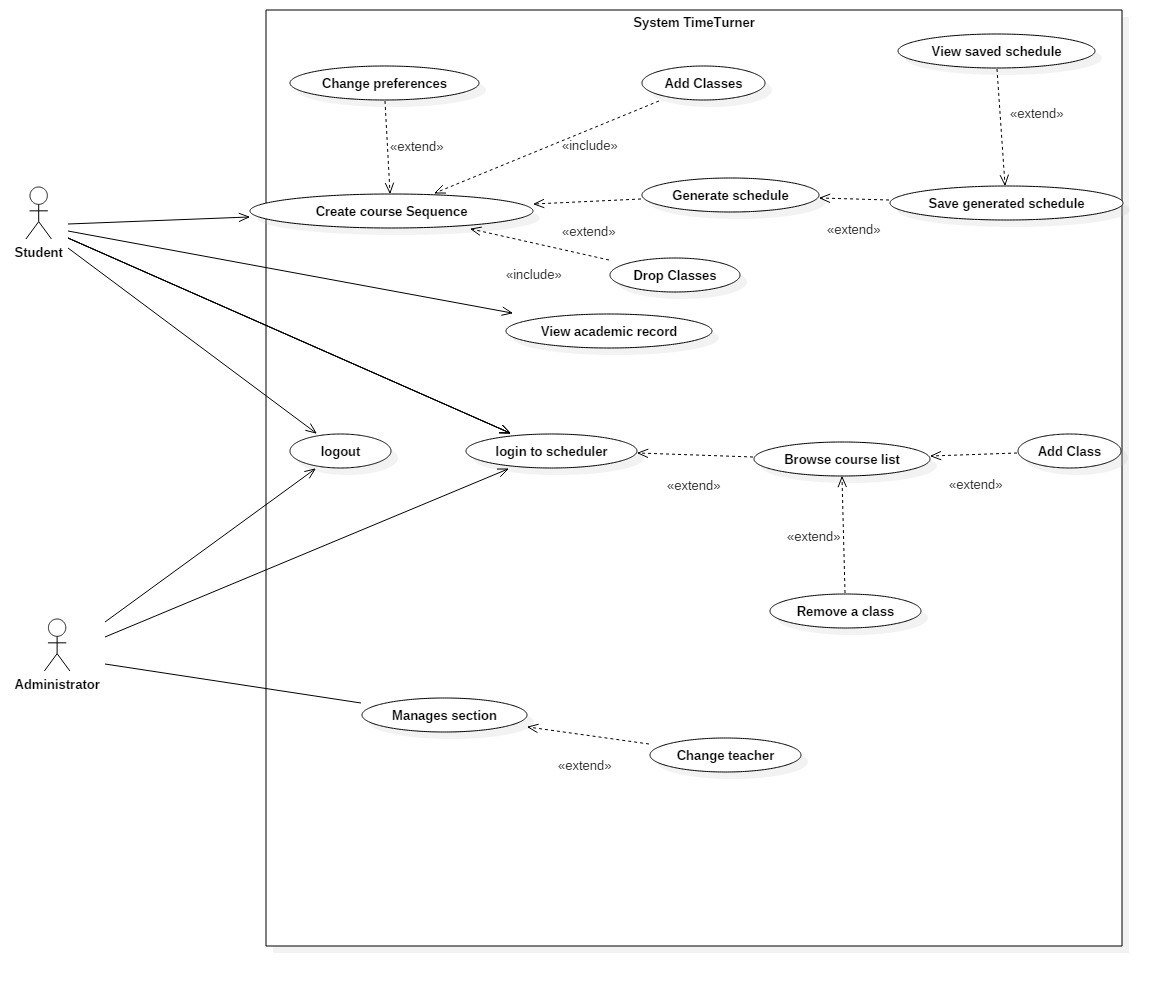 System TimeTurner
View saved schedule
Change preferences
Add Classes
«extend»
«extend»
«include»
Generate schedule
Save generated schedule
Create course Sequence
«extend»
«extend»
Student
«include»
Drop Classes
View academic record
logout
login to scheduler
Browse course list
Add Class
«extend»
«extend»
«extend»
Remove a class
Administrator
Manages section
Change teacher
«extend»